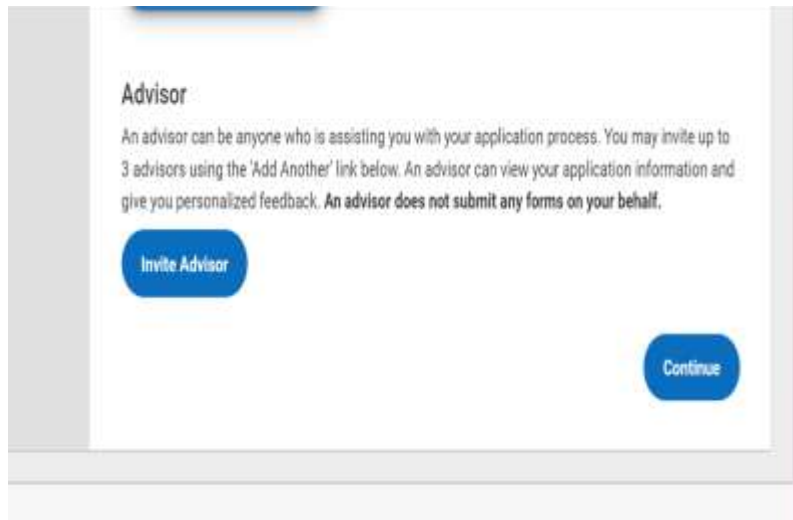 Advisor
An advisor can be anyone who is assisting you with your application process. You may invite up to
3 advisors using the 'Add Another' link below. An advisor can view your application information and
give you personalized feedback. An advisor does not submit any forms on your behalf.
Invite Advisor
Continue